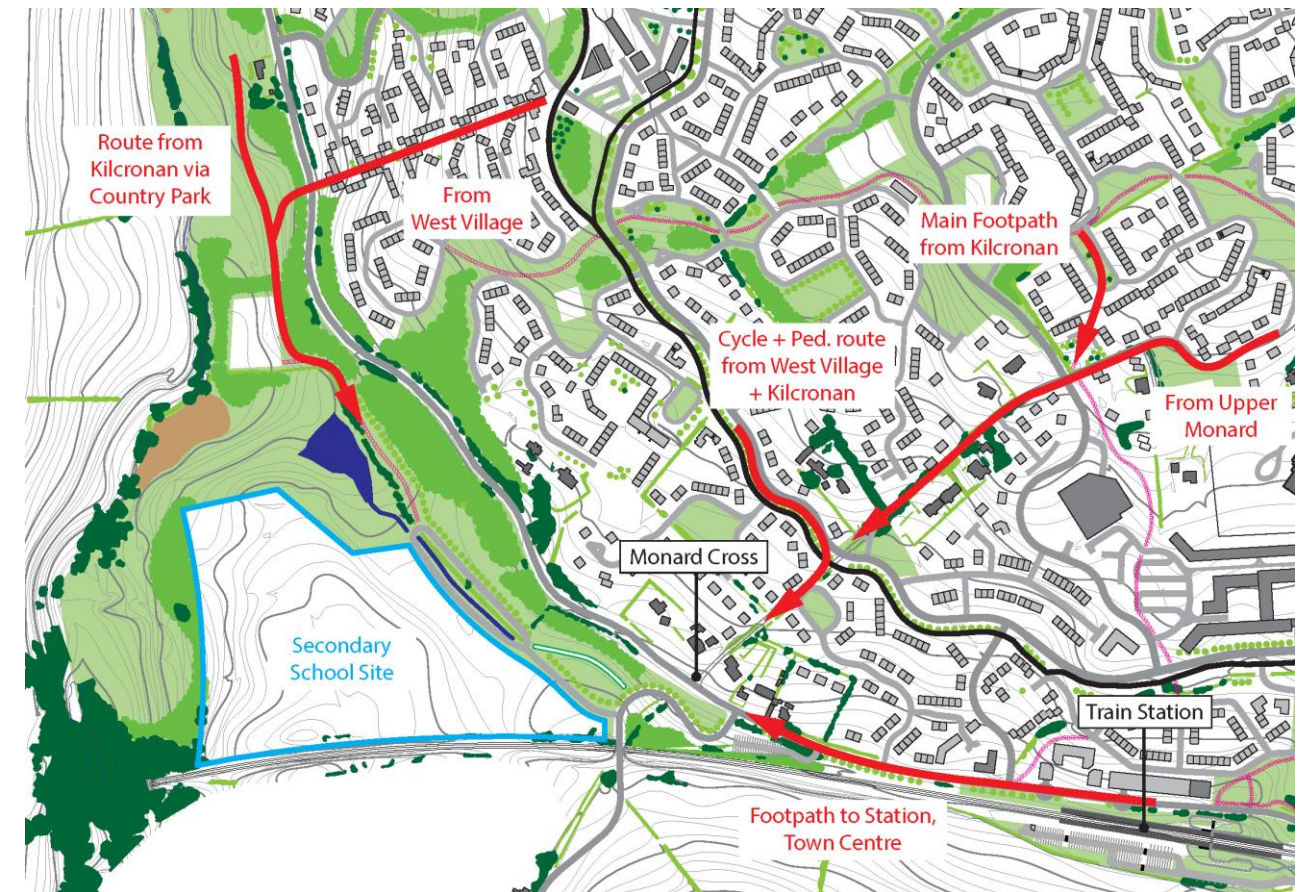 Route from
Kilcronan via
Country Park
From
West Village
Main Footpath
from Kilcronan
Cycle + Ped. route
from West Village
+ Kilcronan
From Upper
Monard
Monard Cross
Secondary
School Site
Train Station
Footpath to Station,
Town Centre